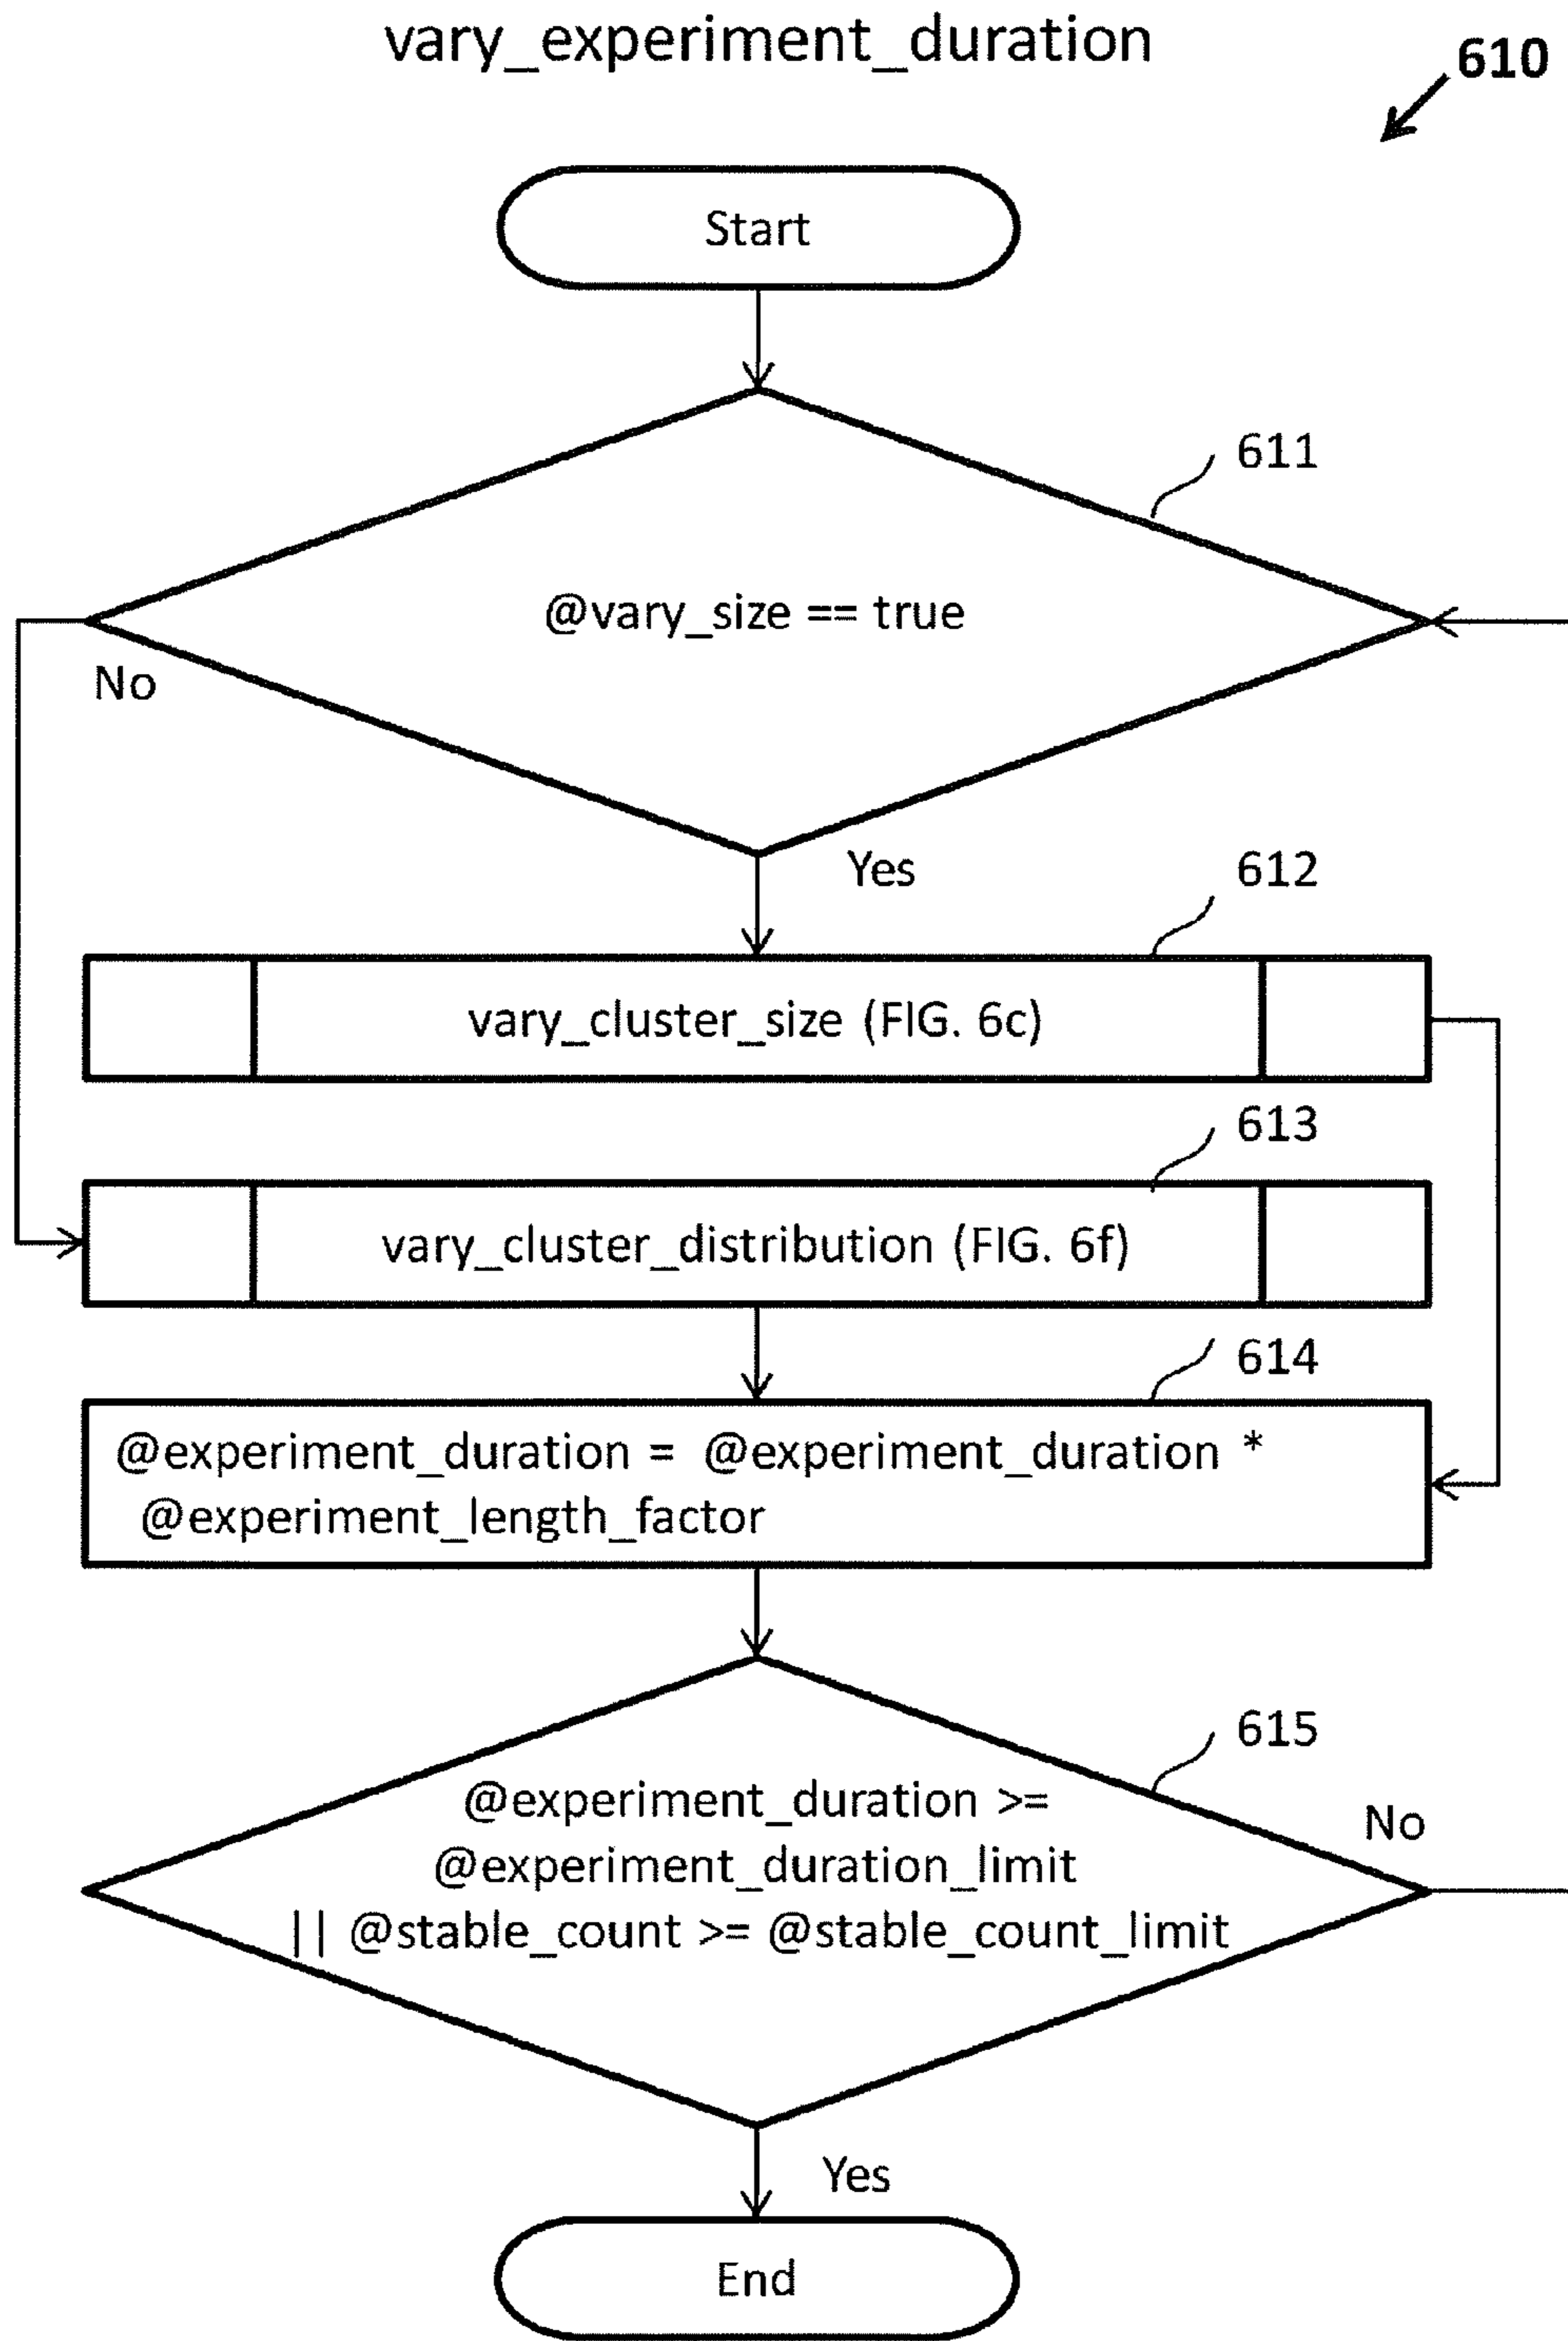 vary_experiment_duration
610
Start
611
@vary_size == true
No
Yes
612
vary_cluster_size (FIG. 6c)
613
vary_cluster_distribution (FIG. 6f)
614
@experiment_duration = @experiment_duration *
@experiment_length_factor
615
@experiment_duration >=
@experiment_duration_limit
|| @stable_count >= @stable_count_limit
No
Yes
End